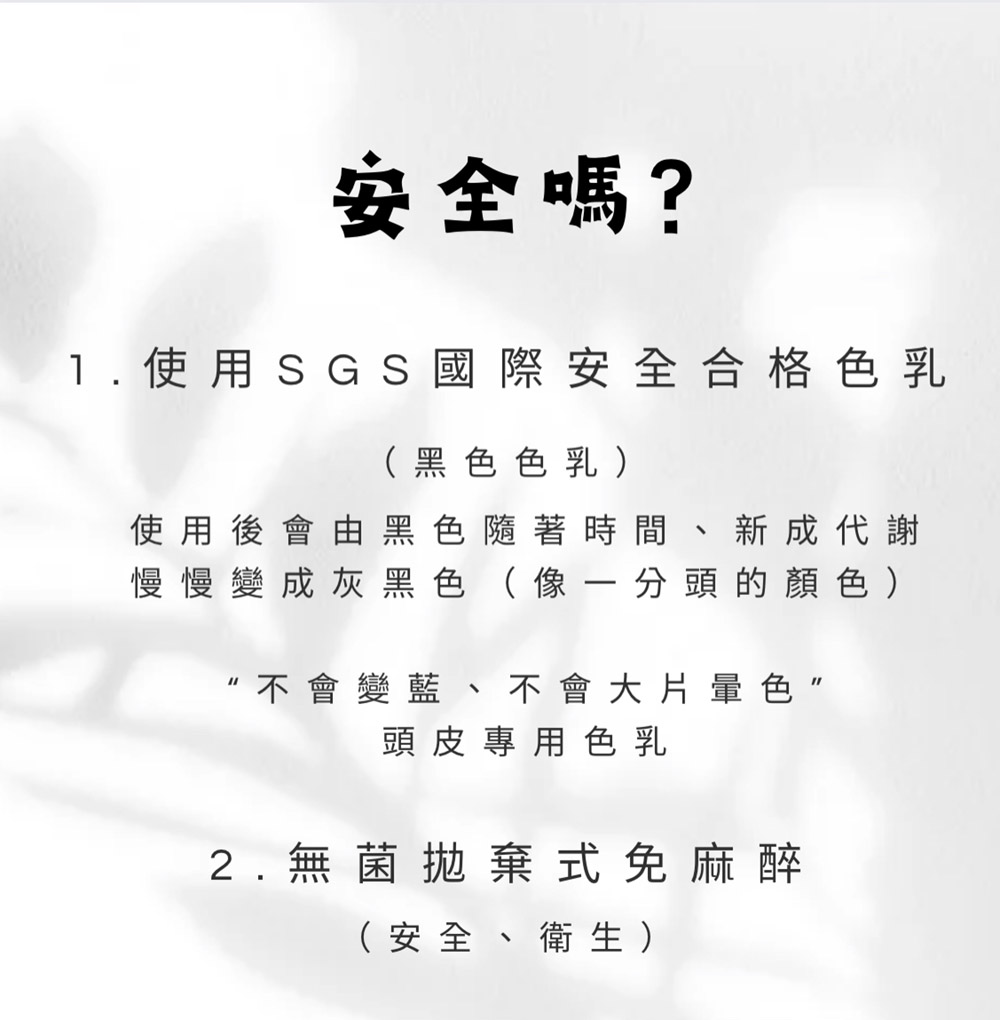 安全嗎?
1.使用SGS國際安全合格色乳
（黑色色乳）
使用後會由黑色隨著時間、新成代謝
慢慢變成灰黑色（像一分頭的顏色）
“不會變藍、不會大片暈色”
頭皮專用色乳
2.無菌拋棄式免麻醉
（安全、衛生）